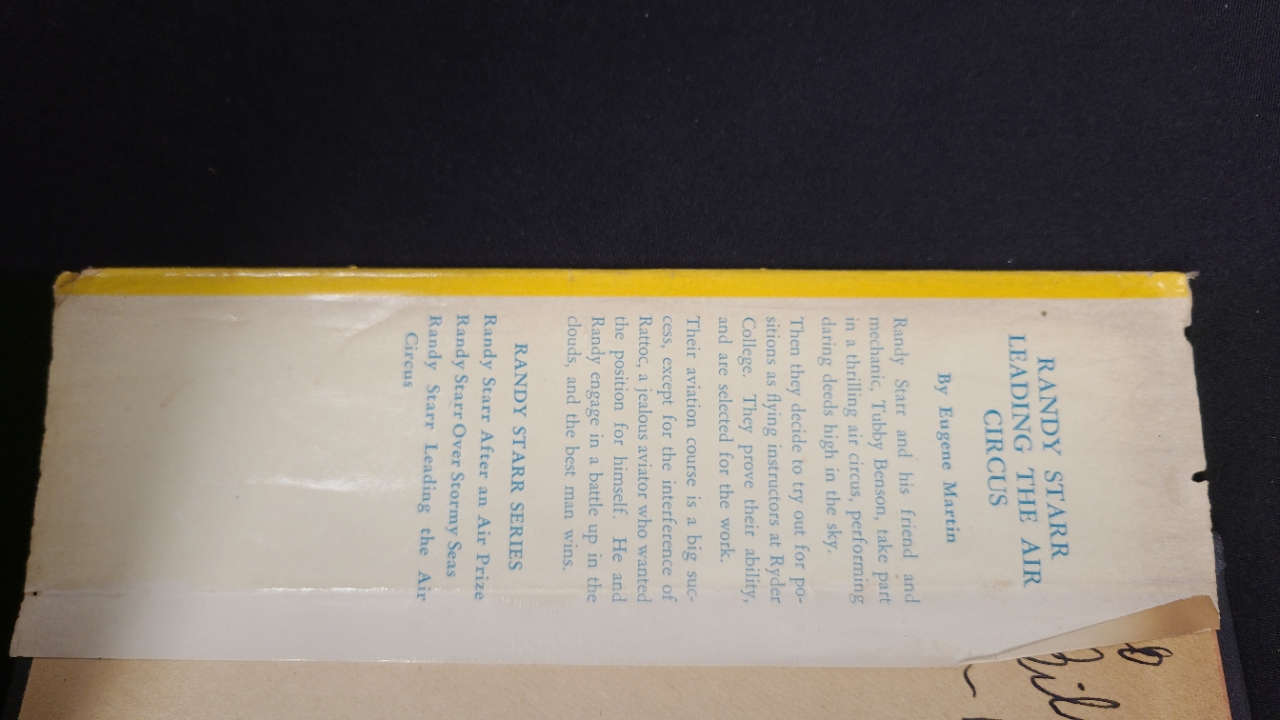 RANDY STARR
LEADING THE AIR
CIRCUS
By Eugene Martin
Randy Starr and his friend and
mechanic, Tubby Benson, take part
in a thrilling air circus, performing
daring deeds high in the sky.
Then they decide to try out for po-
sitions as flying instructors at Ryder
College. They prove their ability,
and are selected for the work.
Their aviation course is a big suc-
cess, except for the interference of
Rattoc, a jealous aviator who wanted
the position for himself. He and
Randy engage in a battle up in the
clouds, and the best man wins.
RANDY STARR SERIES
Randy Starr After an Air Prize
Randy Starr Over Stormy Seas
Randy Starr Leading the Air
Circus